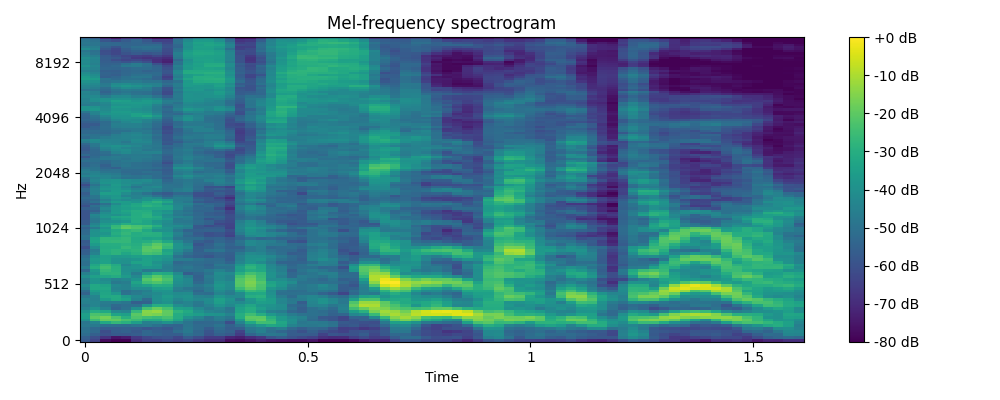 Mel-frequency spectrogram
Hz
8192
4096
2048
1024
512
0
0
0.5
1
1.5
Time
+0 dB
-10 dB
-20 dB
-30 dB
-40 dB
-50 dB
-60 dB
-70 dB
-80 dB